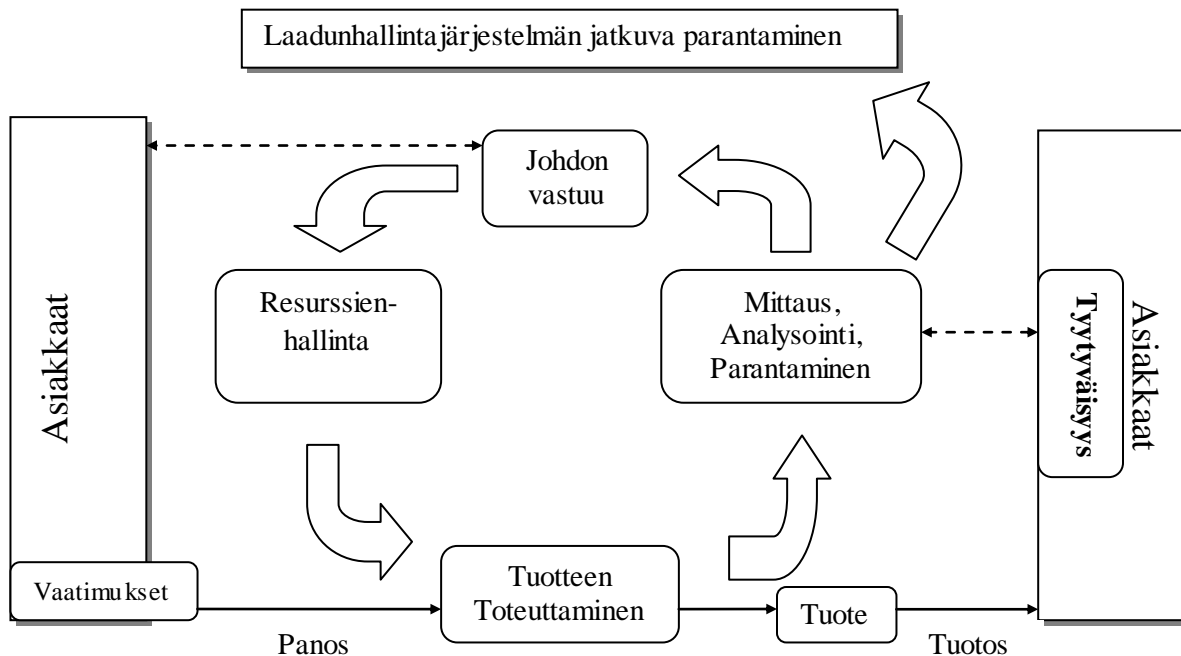 Laadunhallintajärjestelmän jatkuva parantaminen
Asiakkaat
Johdon
vastuu
Resurssien-
hallinta
Mittaus,
Analysointi,
Parantaminen
Tyytyväisyys
Asiakkaat
Vaatimukset
Panos
Tuotteen
Toteuttaminen
Tuote
Tuotos